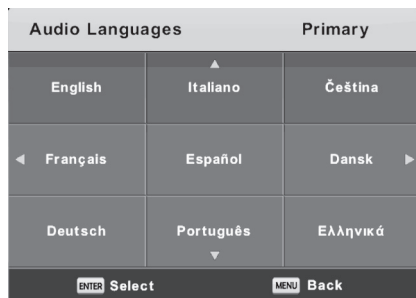 Audio Languages Primary
English Italiano Čeština
Français Español Dansk
Deutsch Português Ελληνικά
ENTER Select MENU Back